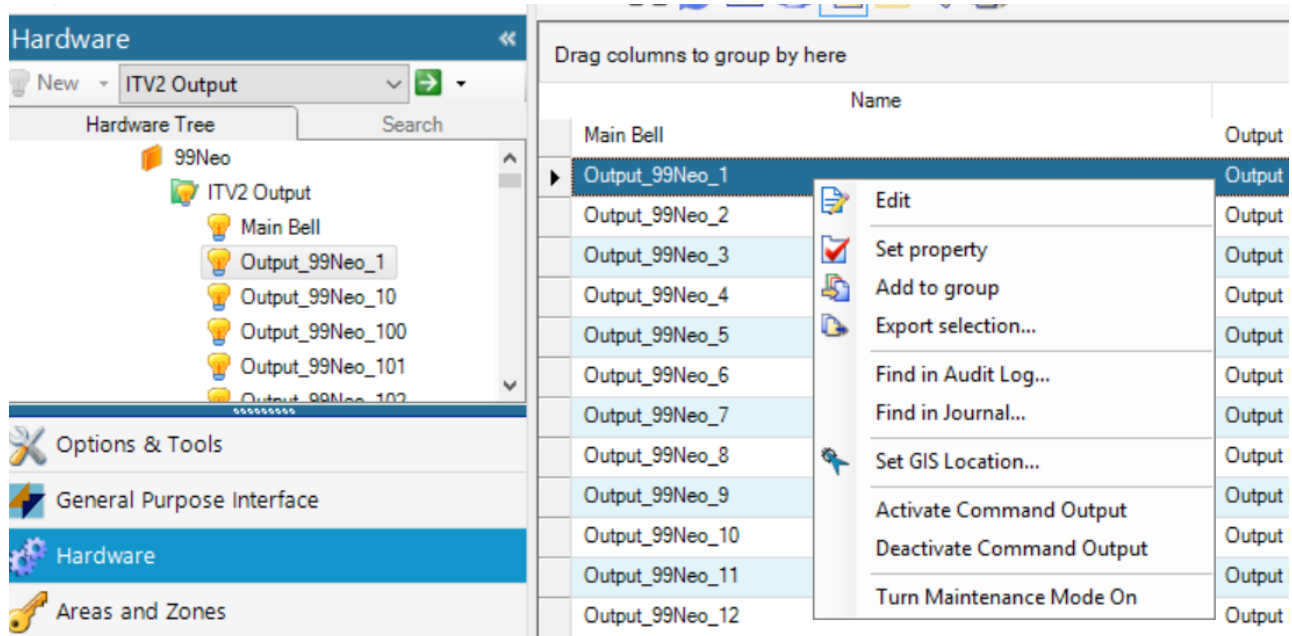 Hardware
«
New ITV2 Output
Hardware Tree Search
99Neo
ITV2 Output
Main Bell
Output_99Neo_1
Output_99Neo_10
Output_99Neo_100
Output_99Neo_101
Output_99Neo_102
Options & Tools
General Purpose Interface
Hardware
Areas and Zones
Drag columns to group by here
Name
Main Bell Output
Output_99Neo_1 Output
Output_99Neo_2 Output
Output_99Neo_3 Output
Output_99Neo_4 Output
Output_99Neo_5 Output
Output_99Neo_6 Output
Output_99Neo_7 Output
Output_99Neo_8 Output
Output_99Neo_9 Output
Output_99Neo_10 Output
Output_99Neo_11 Output
Output_99Neo_12 Output
Edit
Set property
Add to group
Export selection...
Find in Audit Log...
Find in Journal...
Set GIS Location...
Activate Command Output
Deactivate Command Output
Turn Maintenance Mode On